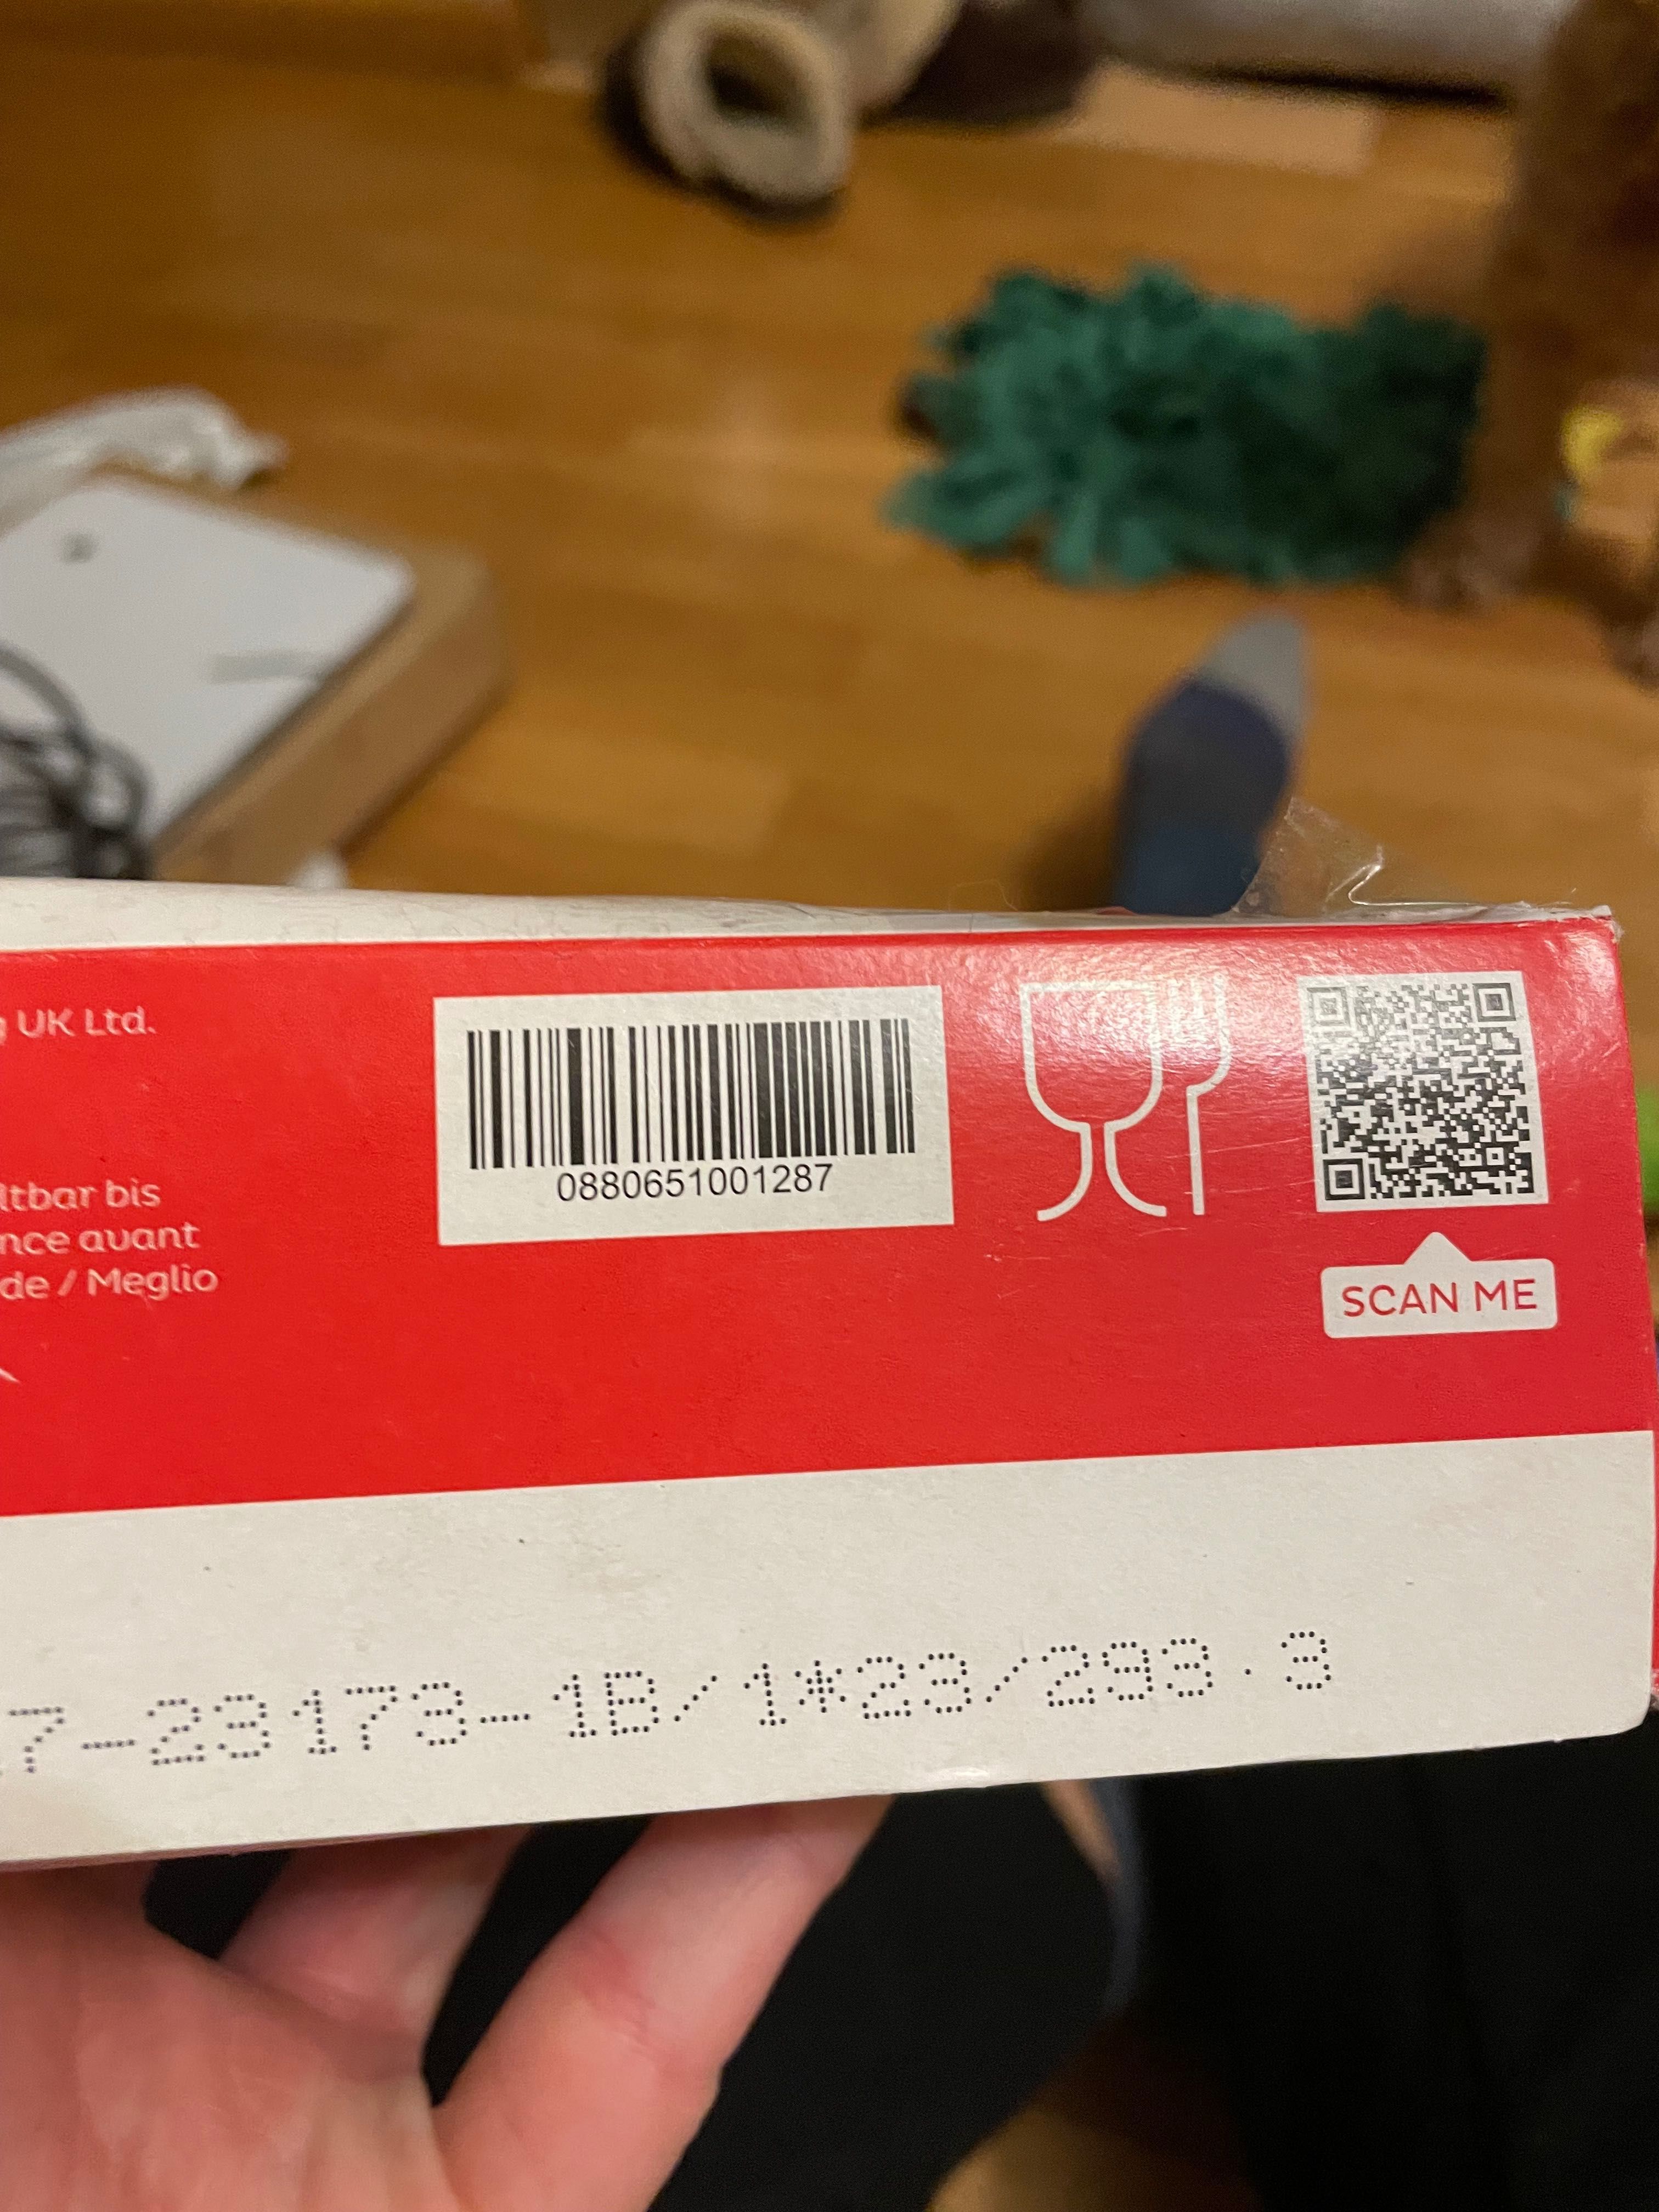 UK Ltd.
ltbar bis
nce avant
de / Meglio
0880651001287
SCAN ME
7-23173-1B/1*23/293.3